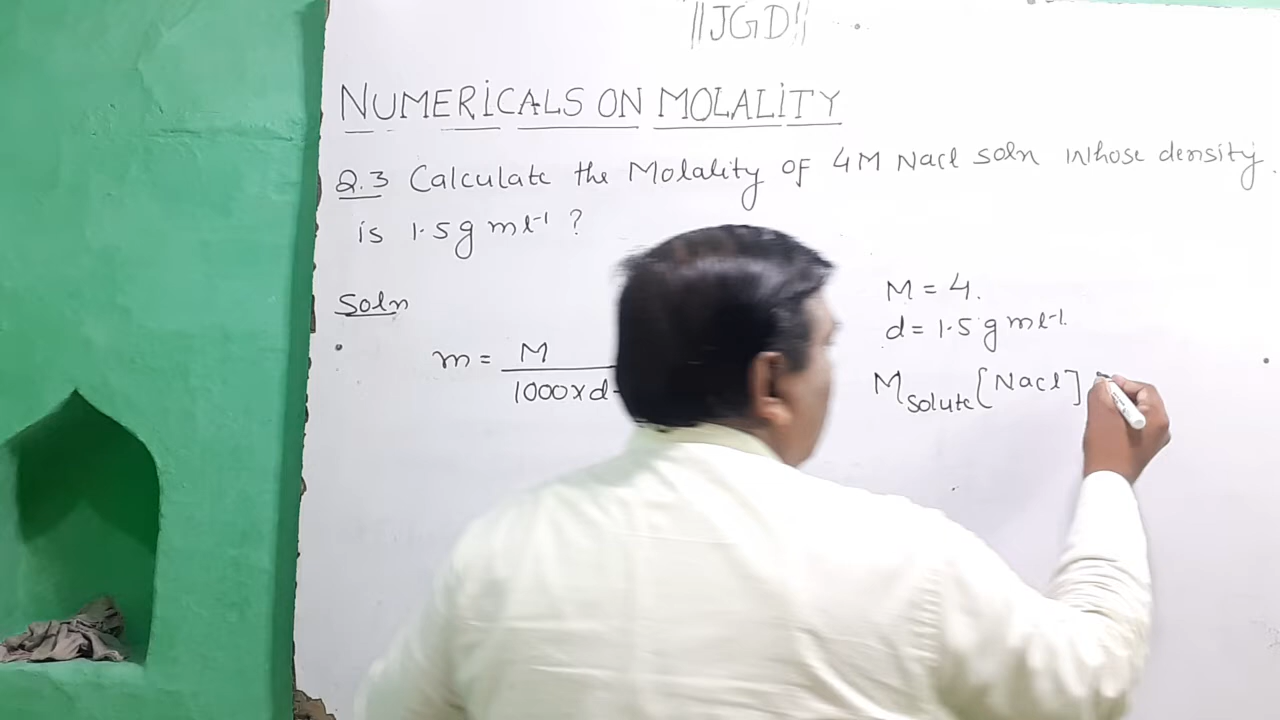 ||JGD||
NUMERICALS ON MOLALITY
Q.3 Calculate the Molality of 4M Nacl soln Whose density
is 1.5g ml-1 ?
Soln
m = M
1000xd-
M = 4.
d = 1.5 g ml-1.
Msolute [Nacl]